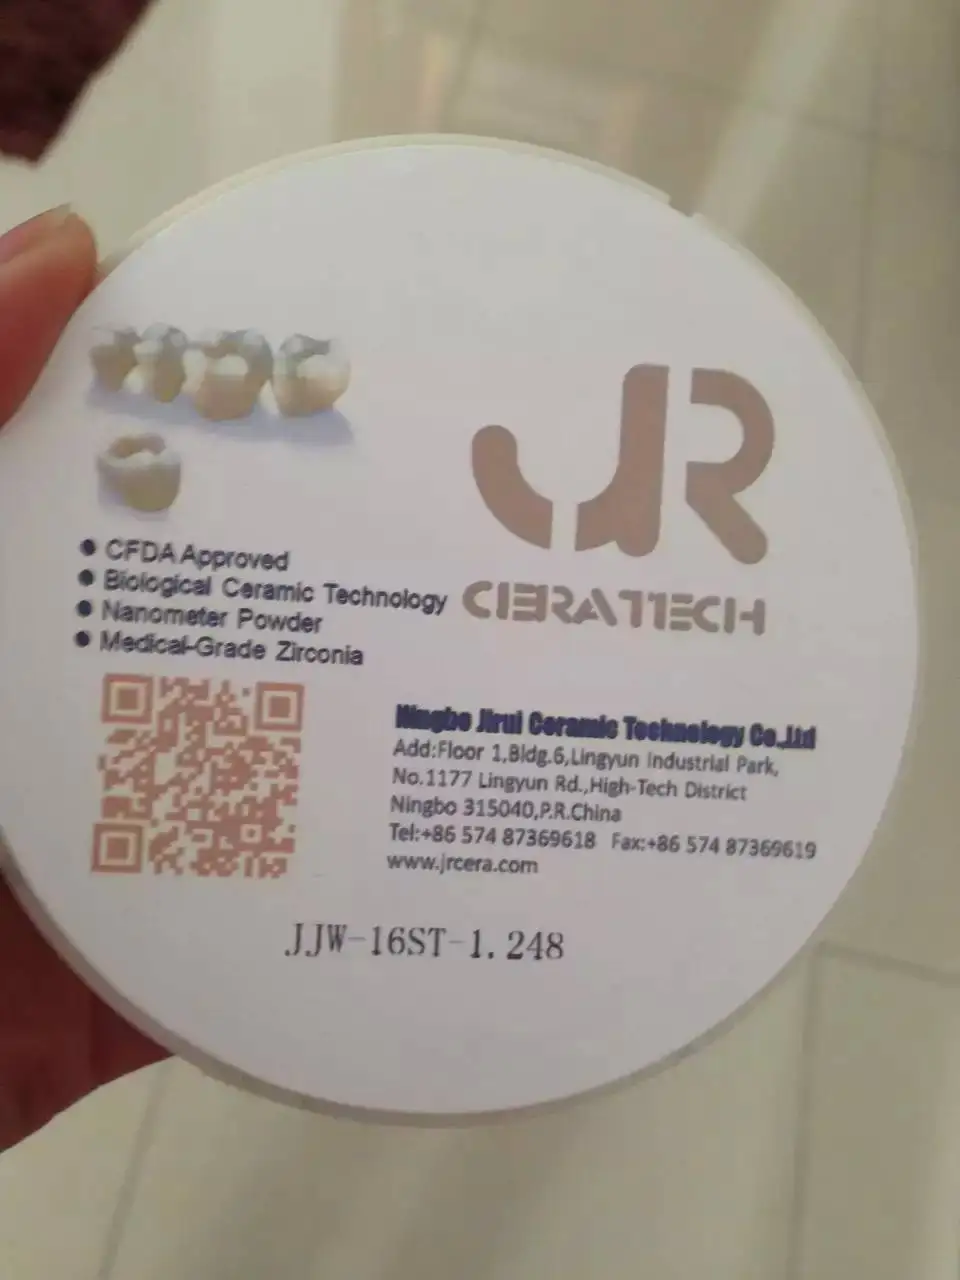 JR
CERATECH
CFDA Approved
Biological Ceramic Technology
Nanometer Powder
Medical-Grade Zirconia
Ningbo Jirui Ceramic Technology Co.,Ltd
Add:Floor 1,Bldg.6,Lingyun Industrial Park,
No.1177 Lingyun Rd.,High-Tech District
Ningbo 315040,P.R.China
Tel:+86 574 87369618 Fax:+86 574 87369619
www.jrcera.com
JJW-16ST-1.248